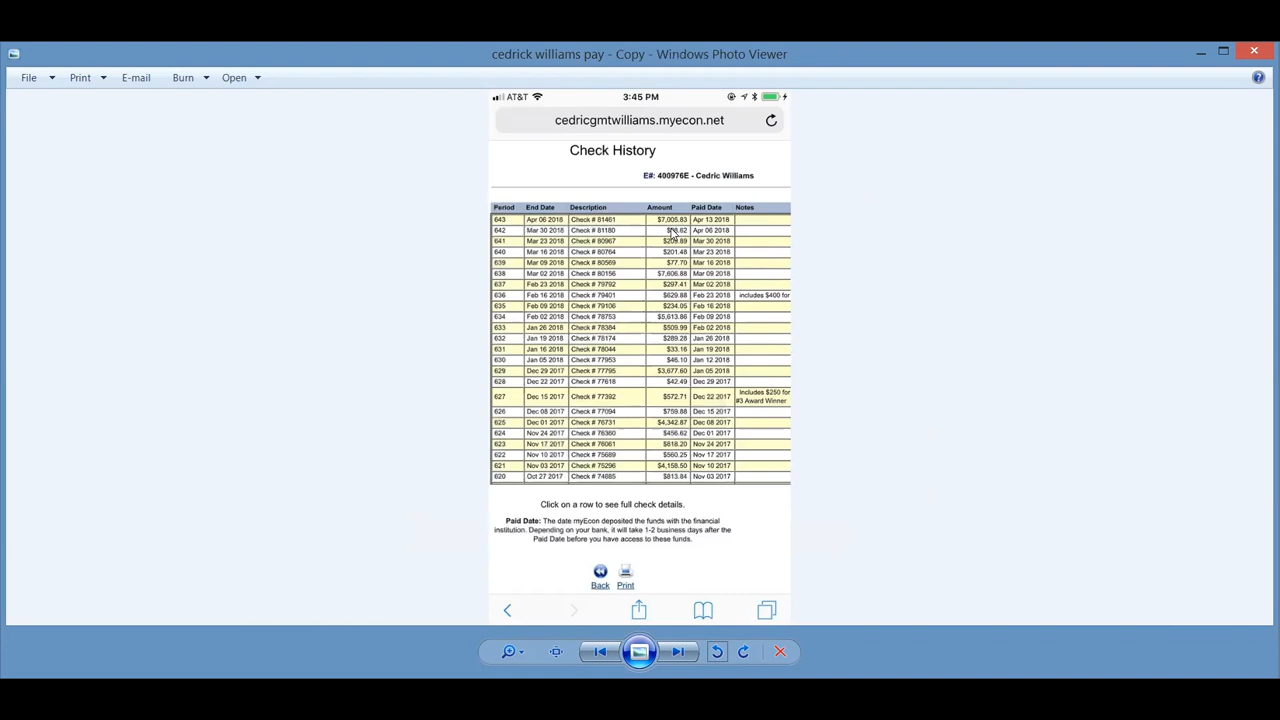 cedrick williams pay - Copy - Windows Photo Viewer
File Print E-mail Burn Open
AT&T 3:45 PM
cedricgmtwilliams.myecon.net
Check History
E#: 400976E - Cedric Williams
Period End Date Description Amount Paid Date Notes
643 Apr 06 2018 Check # 81461 $7,005.83 Apr 13 2018
642 Mar 30 2018 Check # 81180 Apr 06 2018
641 Mar 23 2018 Check # 80967 Mar 30 2018
640 Mar 16 2018 Check # 80764 $201.48 Mar 23 2018
639 Mar 09 2018 Check # 80569 $77.70 Mar 16 2018
638 Mar 02 2018 Check # 80156 $7,606.88 Mar 09 2018
637 Feb 23 2018 Check # 79792 $297.41 Mar 02 2018
636 Feb 16 2018 Check # 79401 $629.88 Feb 23 2018 includes $400 for
635 Feb 09 2018 Check # 79106 $234.05 Feb 16 2018
634 Feb 02 2018 Check # 78753 $5,613.86 Feb 09 2018
633 Jan 26 2018 Check # 78384 $509.99 Feb 02 2018
632 Jan 19 2018 Check # 78174 $289.28 Jan 26 2018
631 Jan 16 2018 Check # 78044 $33.16 Jan 19 2018
630 Jan 05 2018 Check # 77953 $46.10 Jan 12 2018
629 Dec 29 2017 Check # 77795 $3,677.60 Jan 05 2018
628 Dec 22 2017 Check # 77618 $42.49 Dec 29 2017
627 Dec 15 2017 Check # 77392 $572.71 Dec 22 2017 Includes $250 for
#3 Award Winner
626 Dec 08 2017 Check # 77094 $759.88 Dec 15 2017
625 Dec 01 2017 Check # 76731 $4,342.87 Dec 08 2017
624 Nov 24 2017 Check # 76360 $456.62 Dec 01 2017
623 Nov 17 2017 Check # 76061 $818.20 Nov 24 2017
622 Nov 10 2017 Check # 75689 $560.25 Nov 17 2017
621 Nov 03 2017 Check # 75296 $4,158.50 Nov 10 2017
620 Oct 27 2017 Check # 74885 $813.84 Nov 03 2017
Click on a row to see full check details.
Paid Date: The date myEcon deposited the funds with the financial
institution. Depending on your bank, it will take 1-2 business days after the
Paid Date before you have access to these funds.
Back Print